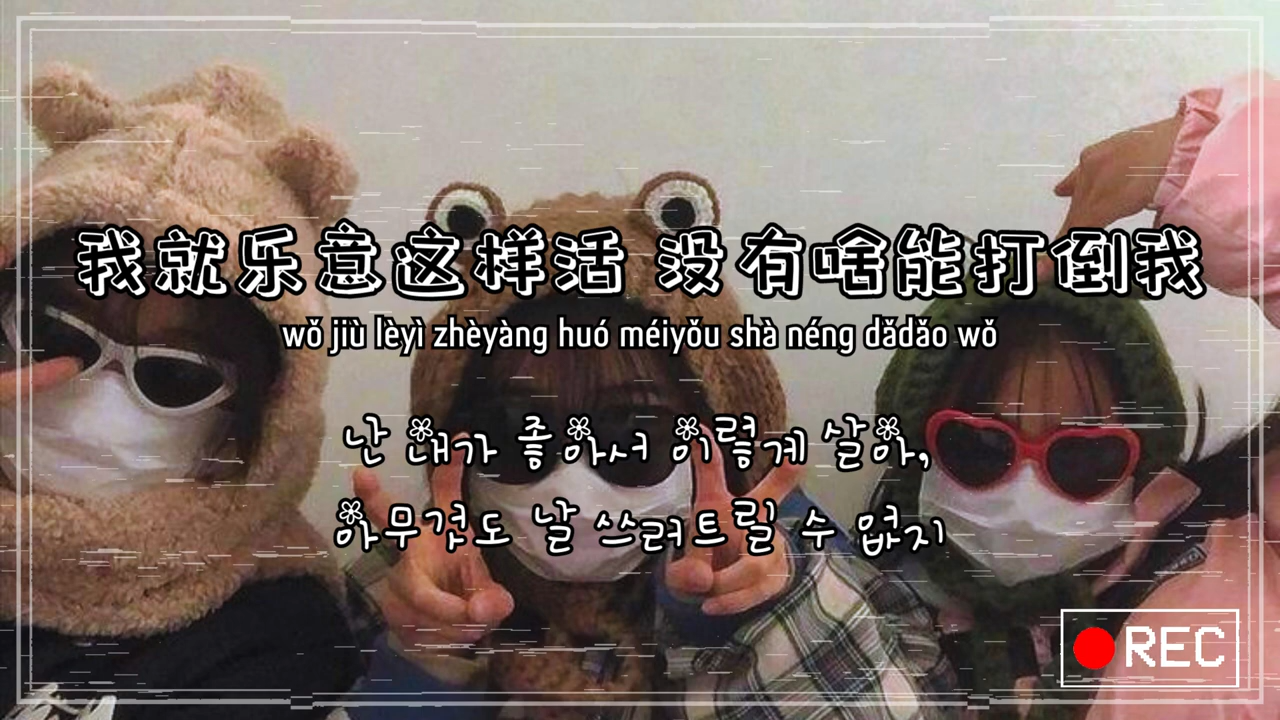 我就乐意这样活 没有啥能打倒我
wǒ jiù lèyì zhèyàng huó méiyǒu shà néng dǎdǎo wǒ
난 내가 좋아서 이렇게 살아,
아무것도 날 쓰러트릴 수 없지
REC